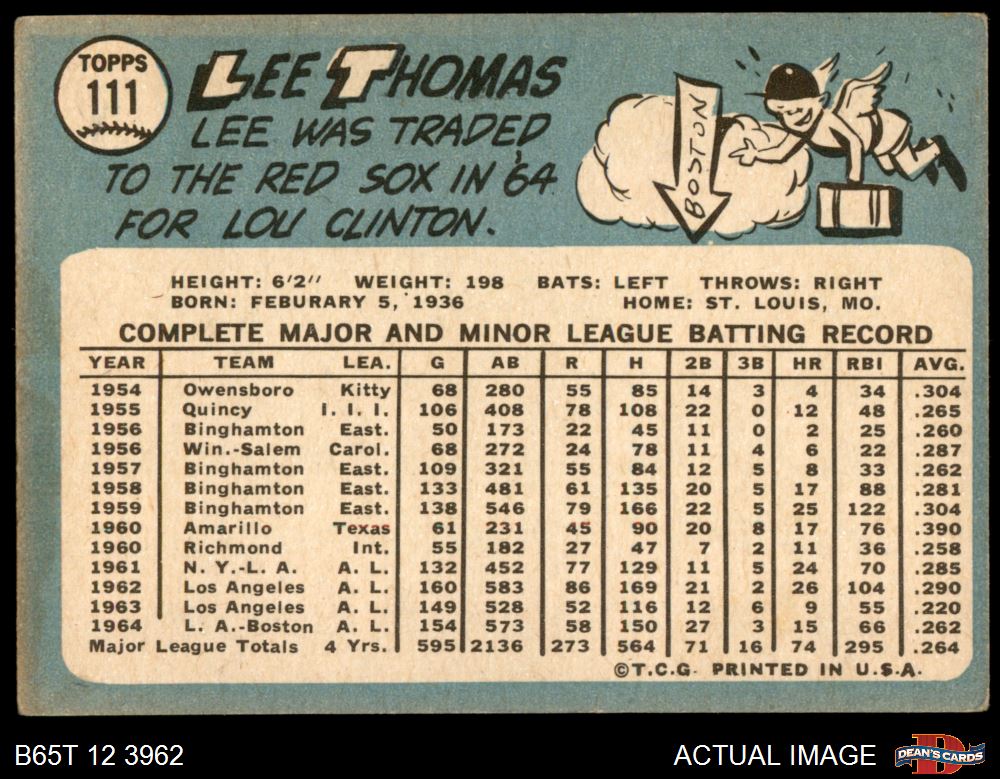 TOPPS
111
LEE THOMAS
LEE WAS TRADED
TO THE RED SOX IN '64
FOR LOU CLINTON.
BOSTON
HEIGHT: 6'2" WEIGHT: 198 BATS: LEFT THROWS: RIGHT
BORN: FEBURARY 5, 1936 HOME: ST. LOUIS, MO.
COMPLETE MAJOR AND MINOR LEAGUE BATTING RECORD
YEAR TEAM LEA. G AB R H 2B 3B HR RBI AVG.
1954 Owensboro Kitty 68 280 55 85 14 3 4 34 .304
1955 Quincy I. I. I. 106 408 78 108 22 0 12 48 .265
1956 Binghamton East. 50 173 22 45 11 0 2 25 .260
1956 Win.-Salem Carol. 68 272 24 78 11 4 6 22 .287
1957 Binghamton East. 109 321 55 84 12 5 8 33 .262
1958 Binghamton East. 133 481 61 135 20 5 17 88 .281
1959 Binghamton East. 138 546 79 166 22 5 25 122 .304
1960 Amarillo Texas 61 231 45 90 20 8 17 76 .390
1960 Richmond Int. 55 182 27 47 7 2 11 36 .258
1961 N. Y.-L. A. A. L. 132 452 77 129 11 5 24 70 .285
1962 Los Angeles A. L. 160 583 86 169 21 2 26 104 .290
1963 Los Angeles A. L. 149 528 52 116 12 6 9 55 .220
1964 L. A.-Boston A. L. 154 573 58 150 27 3 15 66 .262
Major League Totals 4 Yrs. 595 2136 273 564 71 16 74 295 .264
©T.C.G. PRINTED IN U.S.A.
B65T 12 3962 ACTUAL IMAGE DEAN'S CARDS